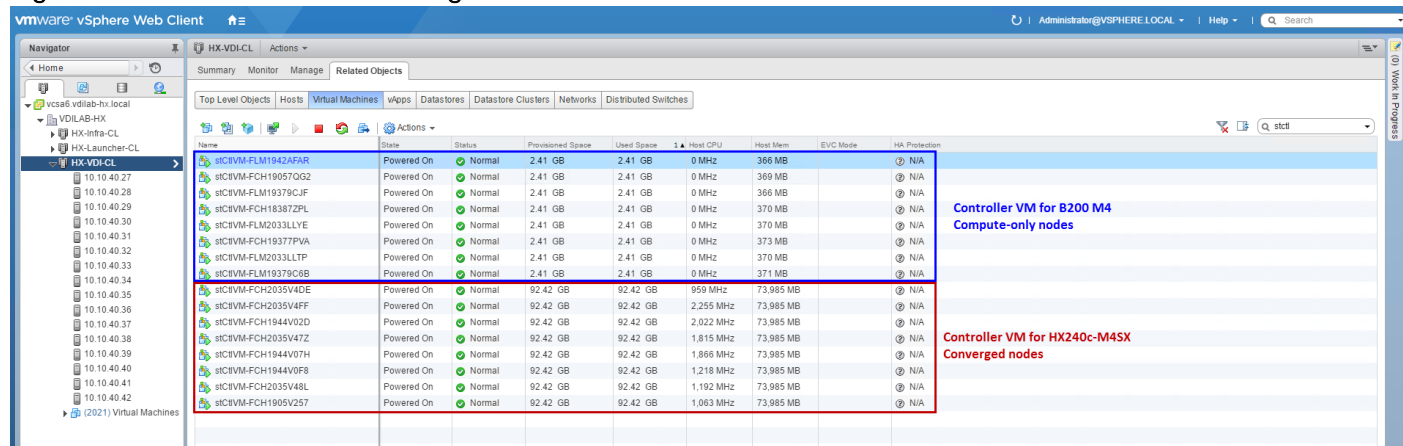 vmware® vSphere Web Client
Administrator@VSPHERE.LOCAL
Help
Search
Navigator
Home
vcsa6.vdilab-hx.local
VDILAB-HX
HX-Infra-CL
HX-Launcher-CL
HX-VDI-CL
10.10.40.27
10.10.40.28
10.10.40.29
10.10.40.30
10.10.40.31
10.10.40.32
10.10.40.33
10.10.40.34
10.10.40.35
10.10.40.36
10.10.40.37
10.10.40.38
10.10.40.39
10.10.40.40
10.10.40.41
10.10.40.42
(2021) Virtual Machines
HX-VDI-CL Actions
Summary Monitor Manage Related Objects
Top Level Objects Hosts Virtual Machines vApps Datastores Datastore Clusters Networks Distributed Switches
Actions
stctl
Name State Status Provisioned Space Used Space 1▲ Host CPU Host Mem EVC Mode HA Protection
stCtlVM-FLM1942AFAR Powered On Normal 2.41 GB 2.41 GB 0 MHz 366 MB N/A
stCtlVM-FCH19057QG2 Powered On Normal 2.41 GB 2.41 GB 0 MHz 369 MB N/A
stCtlVM-FLM19379CJF Powered On Normal 2.41 GB 2.41 GB 0 MHz 366 MB N/A
stCtlVM-FCH18387ZPL Powered On Normal 2.41 GB 2.41 GB 0 MHz 370 MB N/A
stCtlVM-FLM2033LLYE Powered On Normal 2.41 GB 2.41 GB 0 MHz 370 MB N/A
stCtlVM-FCH19377PVA Powered On Normal 2.41 GB 2.41 GB 0 MHz 373 MB N/A
stCtlVM-FLM2033LLTP Powered On Normal 2.41 GB 2.41 GB 0 MHz 370 MB N/A
stCtlVM-FLM19379C6B Powered On Normal 2.41 GB 2.41 GB 0 MHz 371 MB N/A
stCtlVM-FCH2035V4DE Powered On Normal 92.42 GB 92.42 GB 959 MHz 73,985 MB N/A
stCtlVM-FCH2035V4FF Powered On Normal 92.42 GB 92.42 GB 2,255 MHz 73,985 MB N/A
stCtlVM-FCH1944V02D Powered On Normal 92.42 GB 92.42 GB 2,022 MHz 73,985 MB N/A
stCtlVM-FCH2035V47Z Powered On Normal 92.42 GB 92.42 GB 1,815 MHz 73,985 MB N/A
stCtlVM-FCH1944V07H Powered On Normal 92.42 GB 92.42 GB 1,866 MHz 73,985 MB N/A
stCtlVM-FCH1944V0F8 Powered On Normal 92.42 GB 92.42 GB 1,218 MHz 73,985 MB N/A
stCtlVM-FCH2035V48L Powered On Normal 92.42 GB 92.42 GB 1,192 MHz 73,985 MB N/A
stCtlVM-FCH1905V257 Powered On Normal 92.42 GB 92.42 GB 1,063 MHz 73,985 MB N/A
Controller VM for B200 M4
Compute-only nodes
Controller VM for HX240c-M4SX
Converged nodes
(0) Work In Progress